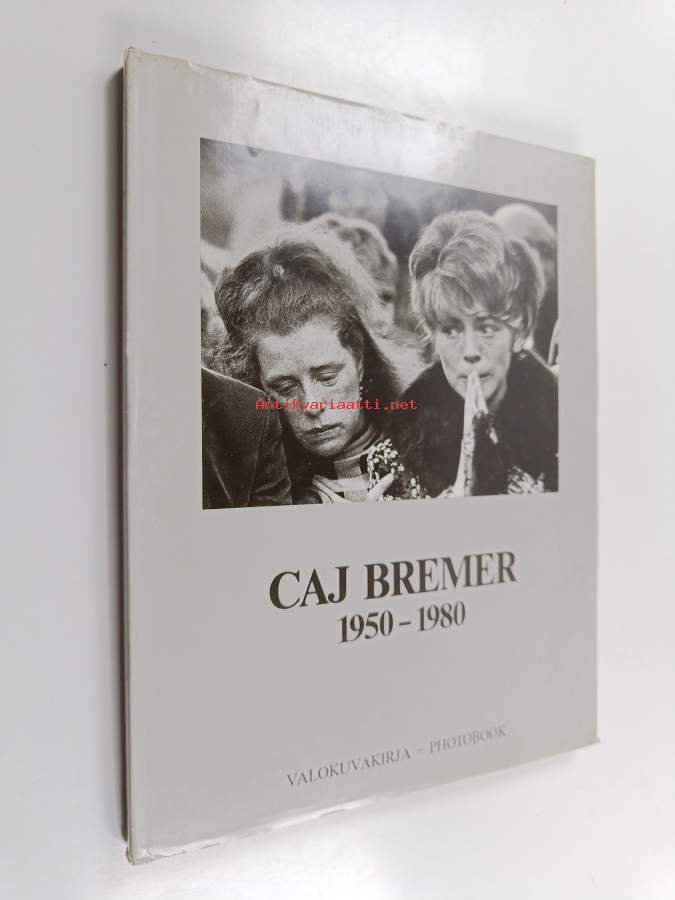 Antikvariaatti.net
CAJ BREMER
1950 – 1980
VALOKUVAKIRJA – PHOTOBOOK